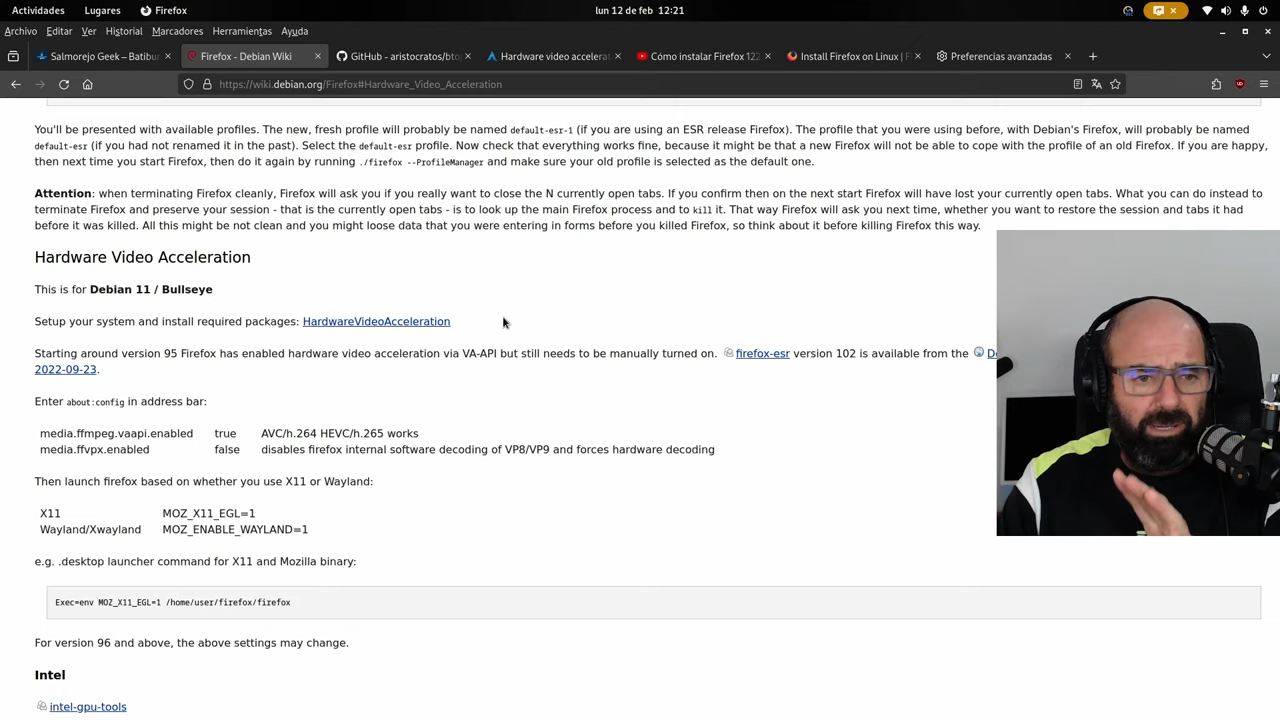 Actividades Lugares Firefox lun 12 de feb 12:21
Archivo Editar Ver Historial Marcadores Herramientas Ayuda
Salmorejo Geek – Batibur Firefox - Debian Wiki GitHub - aristocratos/bto Hardware video accelerat Cómo instalar Firefox 122 Install Firefox on Linux | F Preferencias avanzadas
https://wiki.debian.org/Firefox#Hardware_Video_Acceleration
You'll be presented with available profiles. The new, fresh profile will probably be named default-esr-1 (if you are using an ESR release Firefox). The profile that you were using before, with Debian's Firefox, will probably be named
default-esr (if you had not renamed it in the past). Select the default-esr profile. Now check that everything works fine, because it might be that a new Firefox will not be able to cope with the profile of an old Firefox. If you are happy,
then next time you start Firefox, then do it again by running ./firefox --ProfileManager and make sure your old profile is selected as the default one.
Attention: when terminating Firefox cleanly, Firefox will ask you if you really want to close the N currently open tabs. If you confirm then on the next start Firefox will have lost your currently open tabs. What you can do instead to
terminate Firefox and preserve your session - that is the currently open tabs - is to look up the main Firefox process and to kill it. That way Firefox will ask you next time, whether you want to restore the session and tabs it had
before it was killed. All this might be not clean and you might loose data that you were entering in forms before you killed Firefox, so think about it before killing Firefox this way.
Hardware Video Acceleration
This is for Debian 11 / Bullseye
Setup your system and install required packages: HardwareVideoAcceleration
Starting around version 95 Firefox has enabled hardware video acceleration via VA-API but still needs to be manually turned on. firefox-esr version 102 is available from the De
2022-09-23.
Enter about:config in address bar:
media.ffmpeg.vaapi.enabled true AVC/h.264 HEVC/h.265 works
media.ffvpx.enabled false disables firefox internal software decoding of VP8/VP9 and forces hardware decoding
Then launch firefox based on whether you use X11 or Wayland:
X11 MOZ_X11_EGL=1
Wayland/Xwayland MOZ_ENABLE_WAYLAND=1
e.g. .desktop launcher command for X11 and Mozilla binary:
Exec=env MOZ_X11_EGL=1 /home/user/firefox/firefox
For version 96 and above, the above settings may change.
Intel
intel-gpu-tools